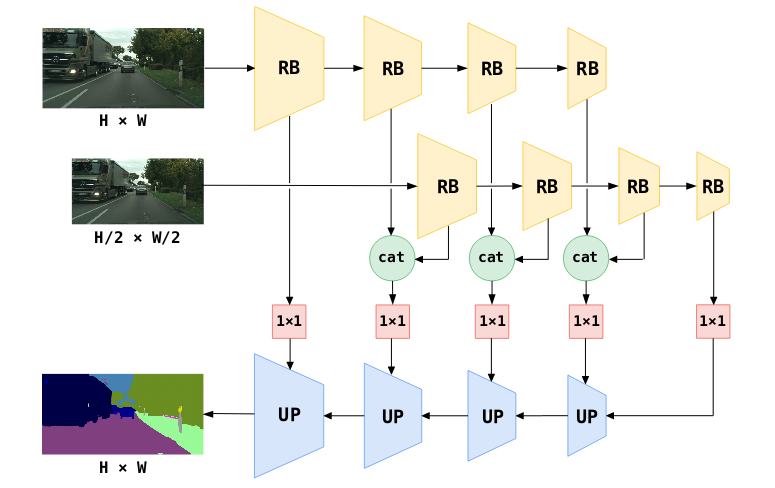 RB RB RB RB
H × W
RB RB RB RB
H/2 × W/2
cat cat cat
1×1 1×1 1×1 1×1 1×1
UP UP UP UP
H × W